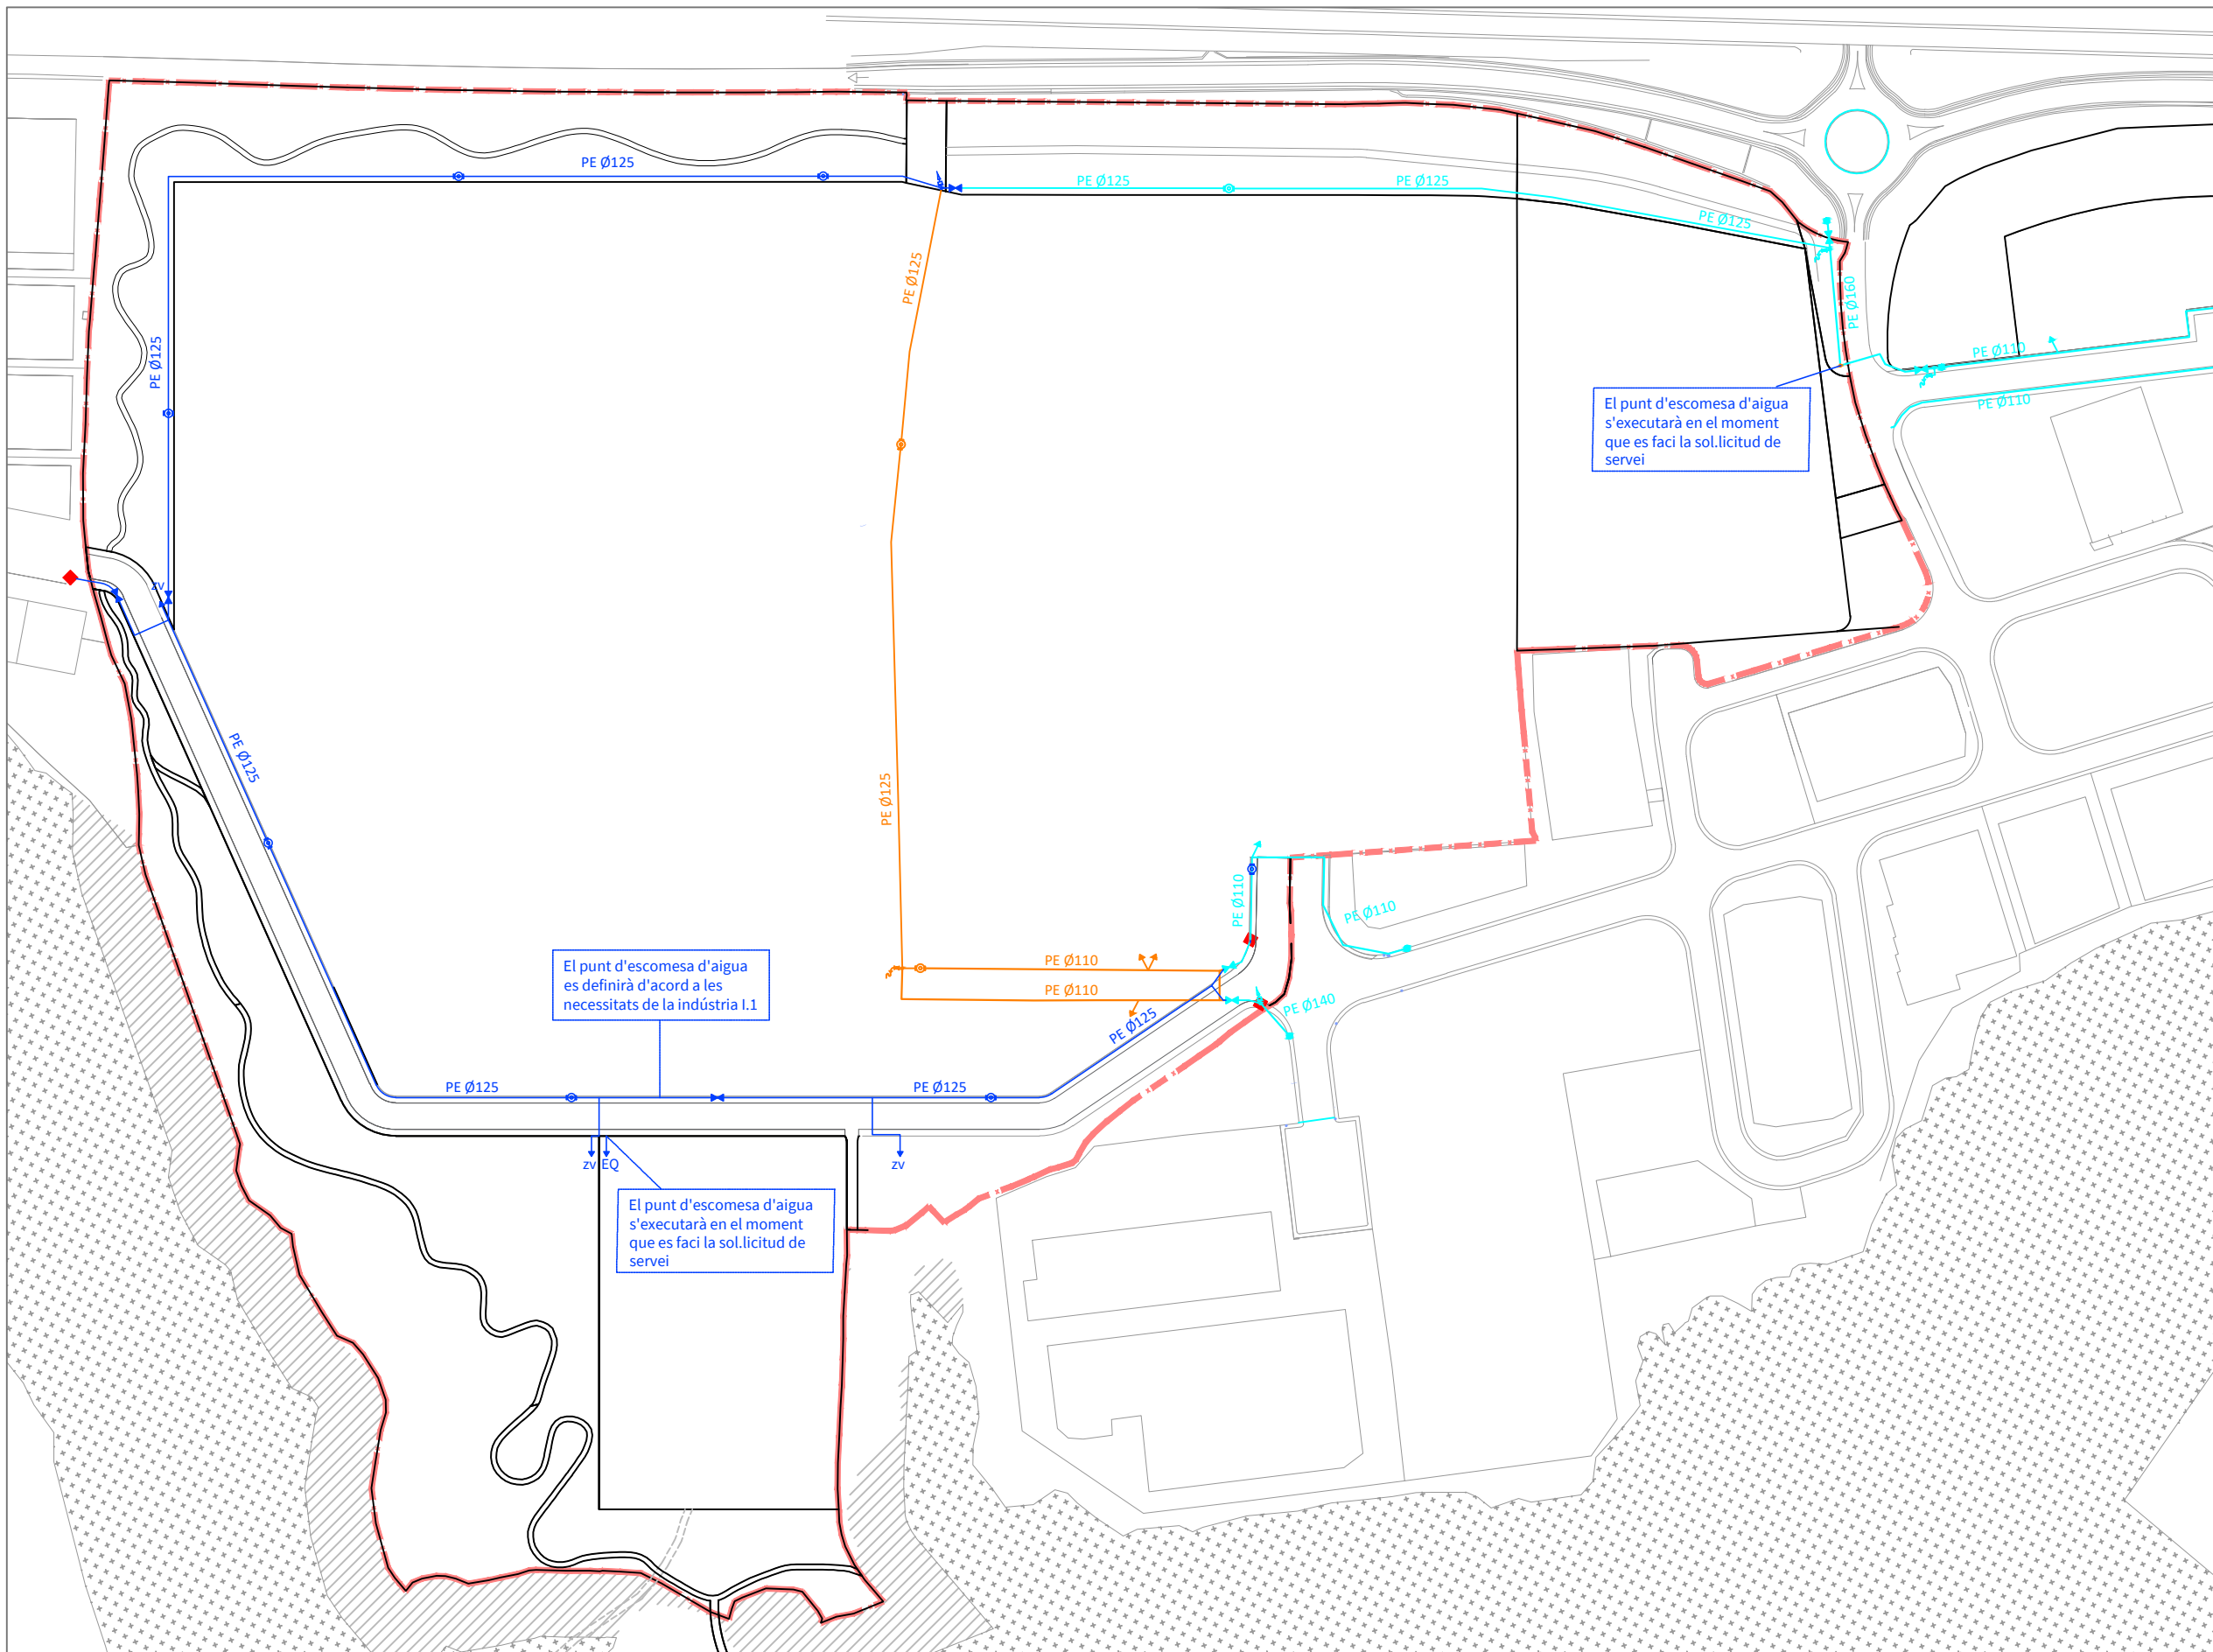 PE Ø125
PE Ø125
PE Ø125
PE Ø125
PE Ø125
PE Ø160
PE Ø110
PE Ø125
El punt d'escomesa d'aigua
s'executarà en el moment
que es faci la sol.licitud de
servei
PE Ø110
zv
PE Ø125
PE Ø125
PE Ø110
PE Ø110
El punt d'escomesa d'aigua
es definirà d'acord a les
necessitats de la indústria I.1
PE Ø110
PE Ø110
PE Ø140
PE Ø125
PE Ø125
PE Ø125
zv
EQ
zv
El punt d'escomesa d'aigua
s'executarà en el moment
que es faci la sol.licitud de
servei